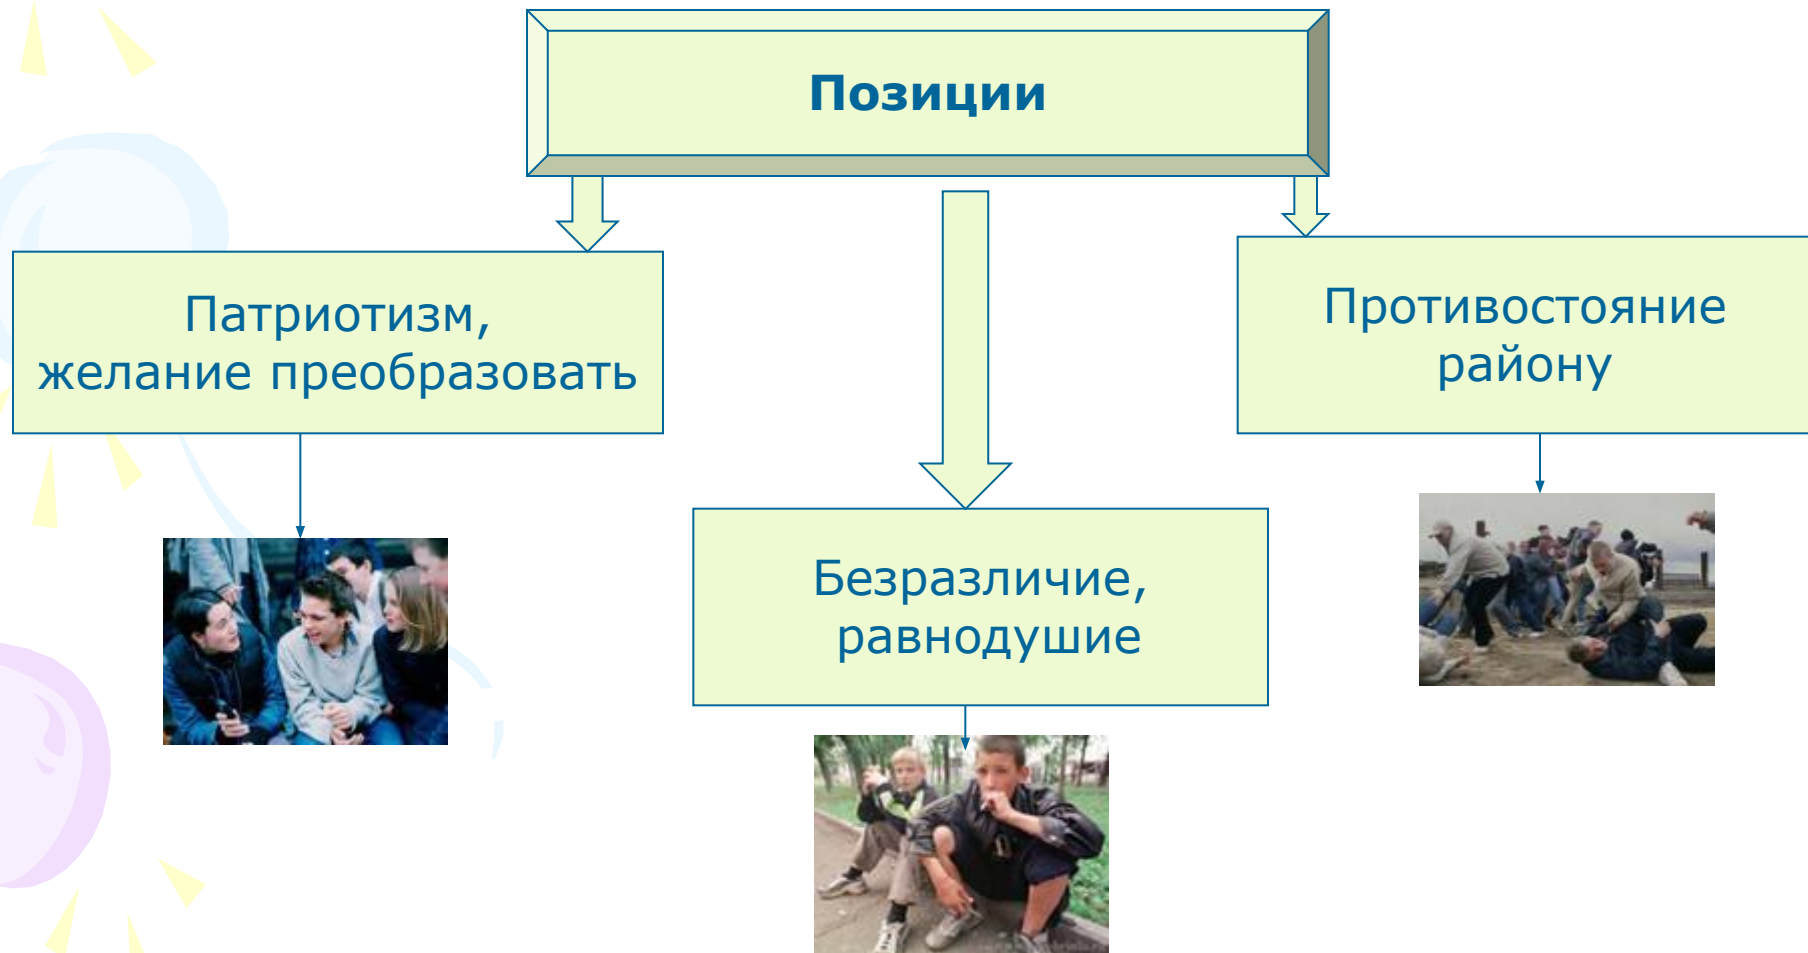 Позиции
Патриотизм,
желание преобразовать
Противостояние
району
Безразличие,
равнодушие